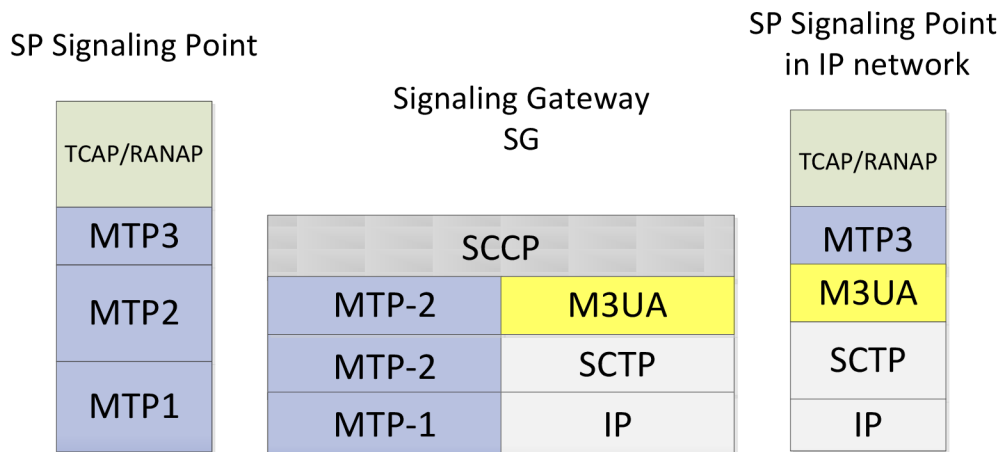 SP Signaling Point
TCAP/RANAP
MTP3
MTP2
MTP1
Signaling Gateway
SG
SCCP
MTP-2
M3UA
MTP-2
SCTP
MTP-1
IP
SP Signaling Point
in IP network
TCAP/RANAP
MTP3
M3UA
SCTP
IP